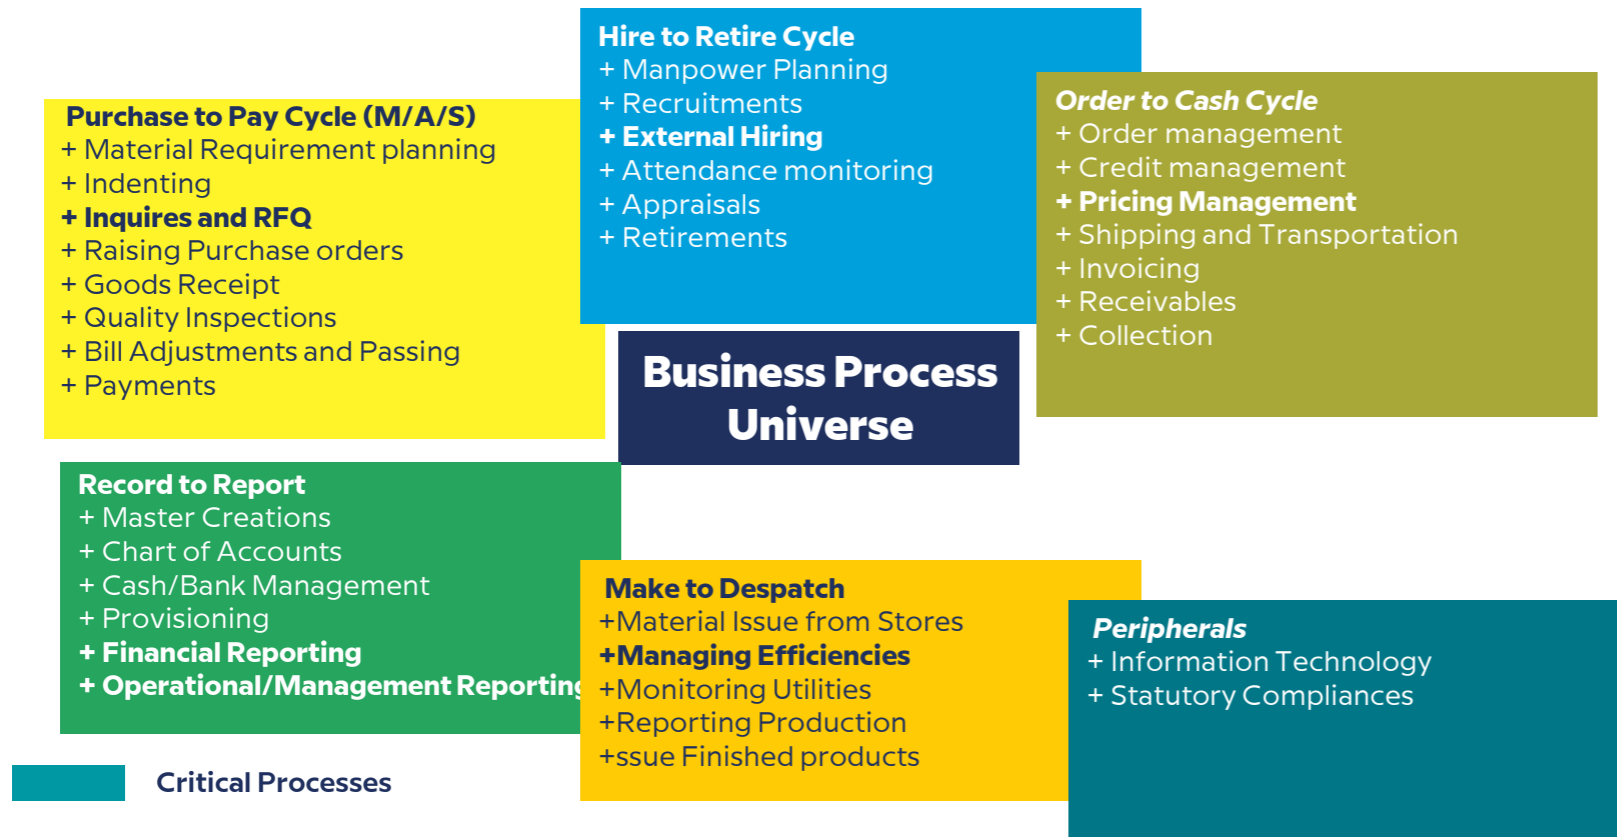 Hire to Retire Cycle
+ Manpower Planning
+ Recruitments
+ External Hiring
+ Attendance monitoring
+ Appraisals
+ Retirements
Purchase to Pay Cycle (M/A/S)
+ Material Requirement planning
+ Indenting
+ Inquires and RFQ
+ Raising Purchase orders
+ Goods Receipt
+ Quality Inspections
+ Bill Adjustments and Passing
+ Payments
Order to Cash Cycle
+ Order management
+ Credit management
+ Pricing Management
+ Shipping and Transportation
+ Invoicing
+ Receivables
+ Collection
Business Process
Universe
Record to Report
+ Master Creations
+ Chart of Accounts
+ Cash/Bank Management
+ Provisioning
+ Financial Reporting
+ Operational/Management Reporting
Make to Despatch
+Material Issue from Stores
+Managing Efficiencies
+Monitoring Utilities
+Reporting Production
+ssue Finished products
Peripherals
+ Information Technology
+ Statutory Compliances
Critical Processes